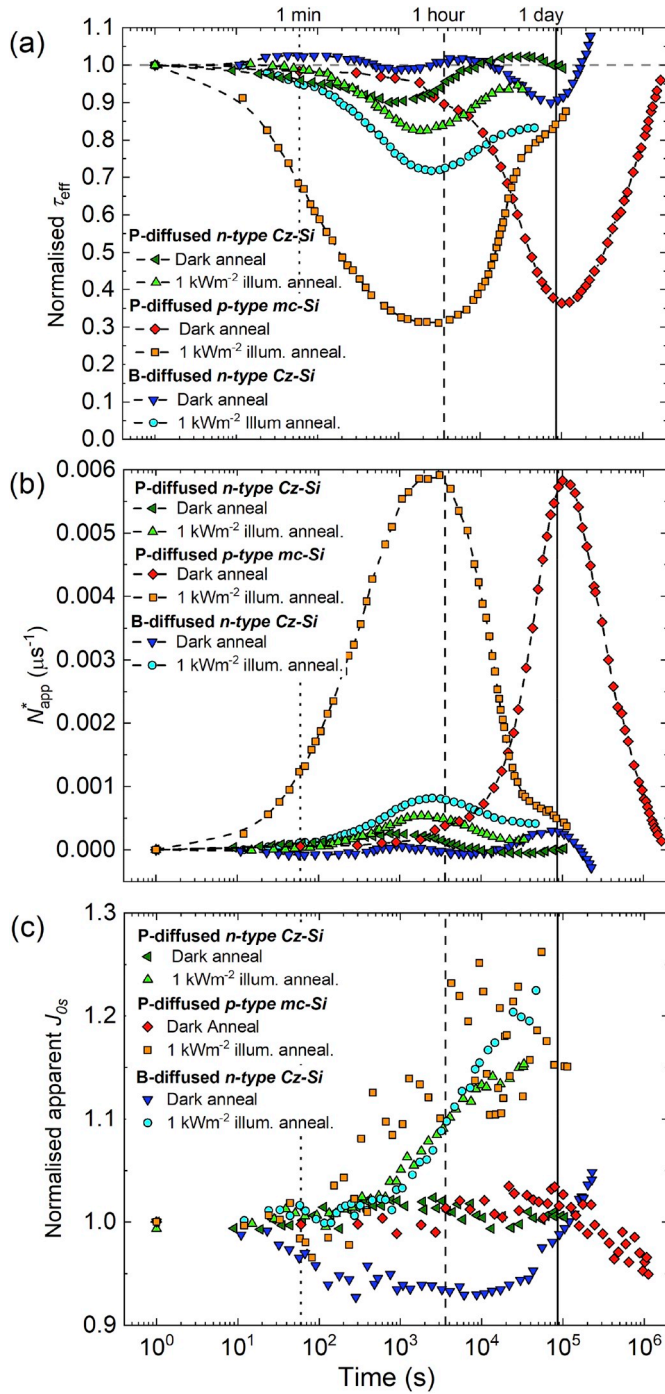 1 min 1 hour 1 day
(a)
1.1
1.0
0.9
0.8
0.7
0.6
0.5
0.4
0.3
0.2
0.1
0.0
Normalised τeff
P-diffused n-type Cz-Si
Dark anneal
1 kWm⁻² illum. anneal.
P-diffused p-type mc-Si
Dark anneal
1 kWm⁻² illum. anneal.
B-diffused n-type Cz-Si
Dark anneal
1 kWm⁻² Illum anneal.
(b)
0.006
0.005
0.004
0.003
0.002
0.001
0.000
N*app (μs⁻¹)
P-diffused n-type Cz-Si
Dark anneal
1 kWm⁻² illum. anneal.
P-diffused p-type mc-Si
Dark anneal
1 kWm⁻² illum. anneal.
B-diffused n-type Cz-Si
Dark anneal
1 kWm⁻² illum. anneal.
(c)
1.3
1.2
1.1
1.0
0.9
Normalised apparent J0s
P-diffused n-type Cz-Si
Dark anneal
1 kWm⁻² illum. anneal.
P-diffused p-type mc-Si
Dark Anneal
1 kWm⁻² illum. anneal.
B-diffused n-type Cz-Si
Dark anneal
1 kWm⁻² illum. anneal.
10⁰ 10¹ 10² 10³ 10⁴ 10⁵ 10⁶
Time (s)